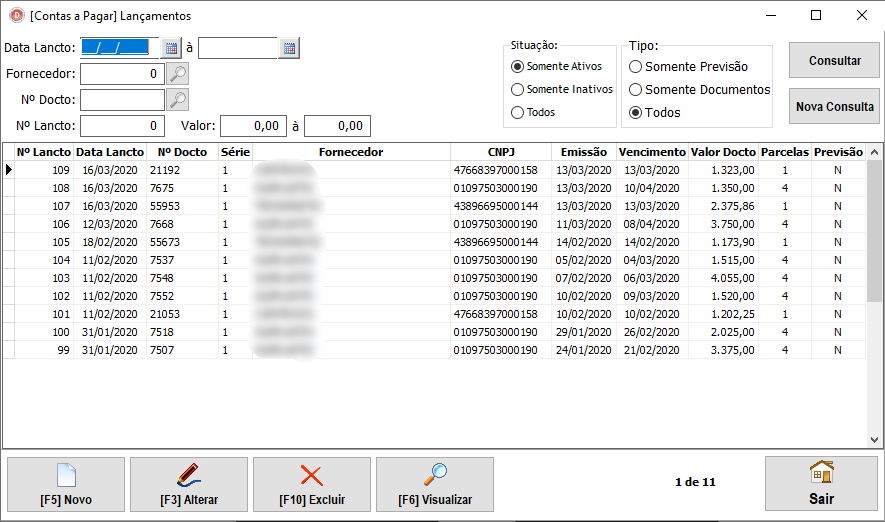 [Contas a Pagar] Lançamentos
Data Lancto: __/__/____ à
Fornecedor: 0
Nº Docto:
Nº Lancto: 0 Valor: 0,00 à 0,00
Situação:
Somente Ativos
Somente Inativos
Todos
Tipo:
Somente Previsão
Somente Documentos
Todos
Consultar
Nova Consulta
Nº Lancto Data Lancto Nº Docto Série Fornecedor CNPJ Emissão Vencimento Valor Docto Parcelas Previsão
109 16/03/2020 21192 1 47668397000158 13/03/2020 13/03/2020 1.323,00 1 N
108 16/03/2020 7675 1 01097503000190 13/03/2020 10/04/2020 1.350,00 4 N
107 16/03/2020 55953 1 43896695000144 13/03/2020 13/03/2020 2.375,86 1 N
106 12/03/2020 7668 1 01097503000190 11/03/2020 08/04/2020 3.750,00 4 N
105 18/02/2020 55673 1 43896695000144 14/02/2020 14/02/2020 1.173,90 1 N
104 11/02/2020 7537 1 01097503000190 05/02/2020 04/03/2020 1.515,00 4 N
103 11/02/2020 7548 1 01097503000190 07/02/2020 06/03/2020 4.055,00 4 N
102 11/02/2020 7552 1 01097503000190 10/02/2020 09/03/2020 1.520,00 4 N
101 11/02/2020 21053 1 47668397000158 10/02/2020 10/02/2020 1.202,25 1 N
100 31/01/2020 7518 1 01097503000190 29/01/2020 26/02/2020 2.025,00 4 N
99 31/01/2020 7507 1 01097503000190 24/01/2020 21/02/2020 3.375,00 4 N
[F5] Novo
[F3] Alterar
[F10] Excluir
[F6] Visualizar
1 de 11
Sair